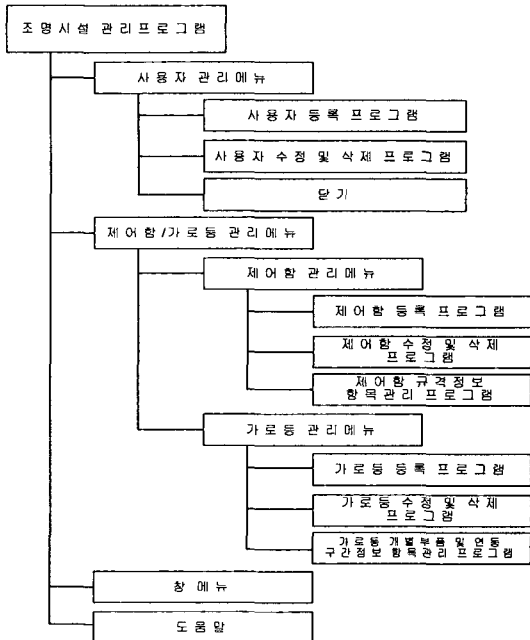 조명시설 관리프로그램
사용자 관리메뉴
사용자 등록 프로그램
사용자 수정 및 삭제 프로그램
닫기
제어함/가로등 관리메뉴
제어함 관리메뉴
제어함 등록 프로그램
제어함 수정 및 삭제
프로그램
제어함 규격정보
항목관리 프로그램
가로등 관리메뉴
가로등 등록 프로그램
가로등 수정 및 삭제
프로그램
가로등 개별부품 및 연동
구간정보 항목관리 프로그램
창 메뉴
도움말